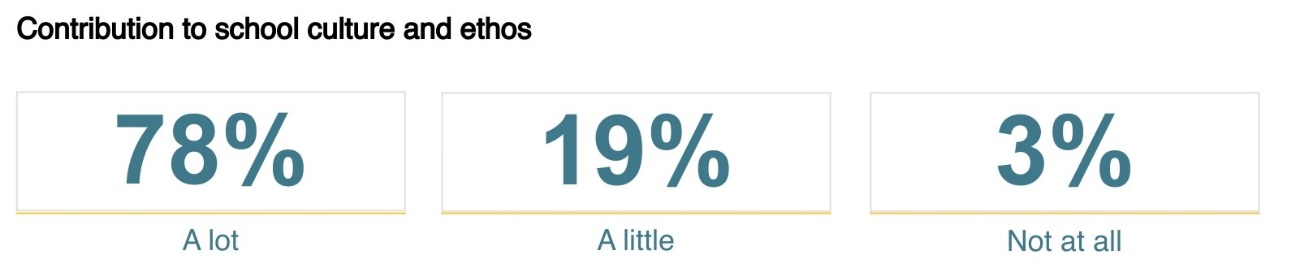 Contribution to school culture and ethos
78% 19% 3%
A lot A little Not at all